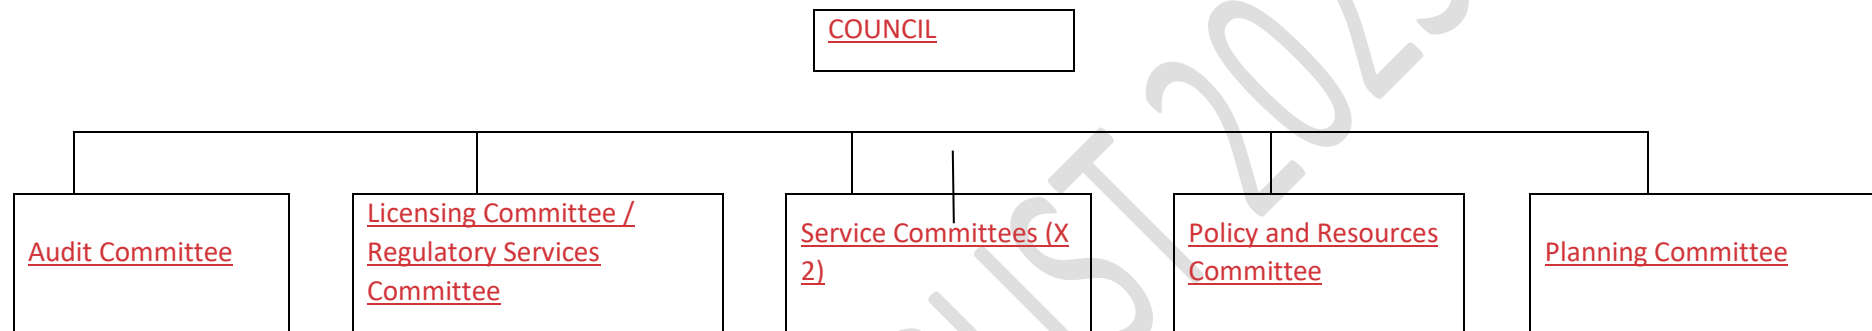 COUNCIL
Audit Committee
Licensing Committee /
Regulatory Services
Committee
Service Committees (X
2)
Policy and Resources
Committee
Planning Committee